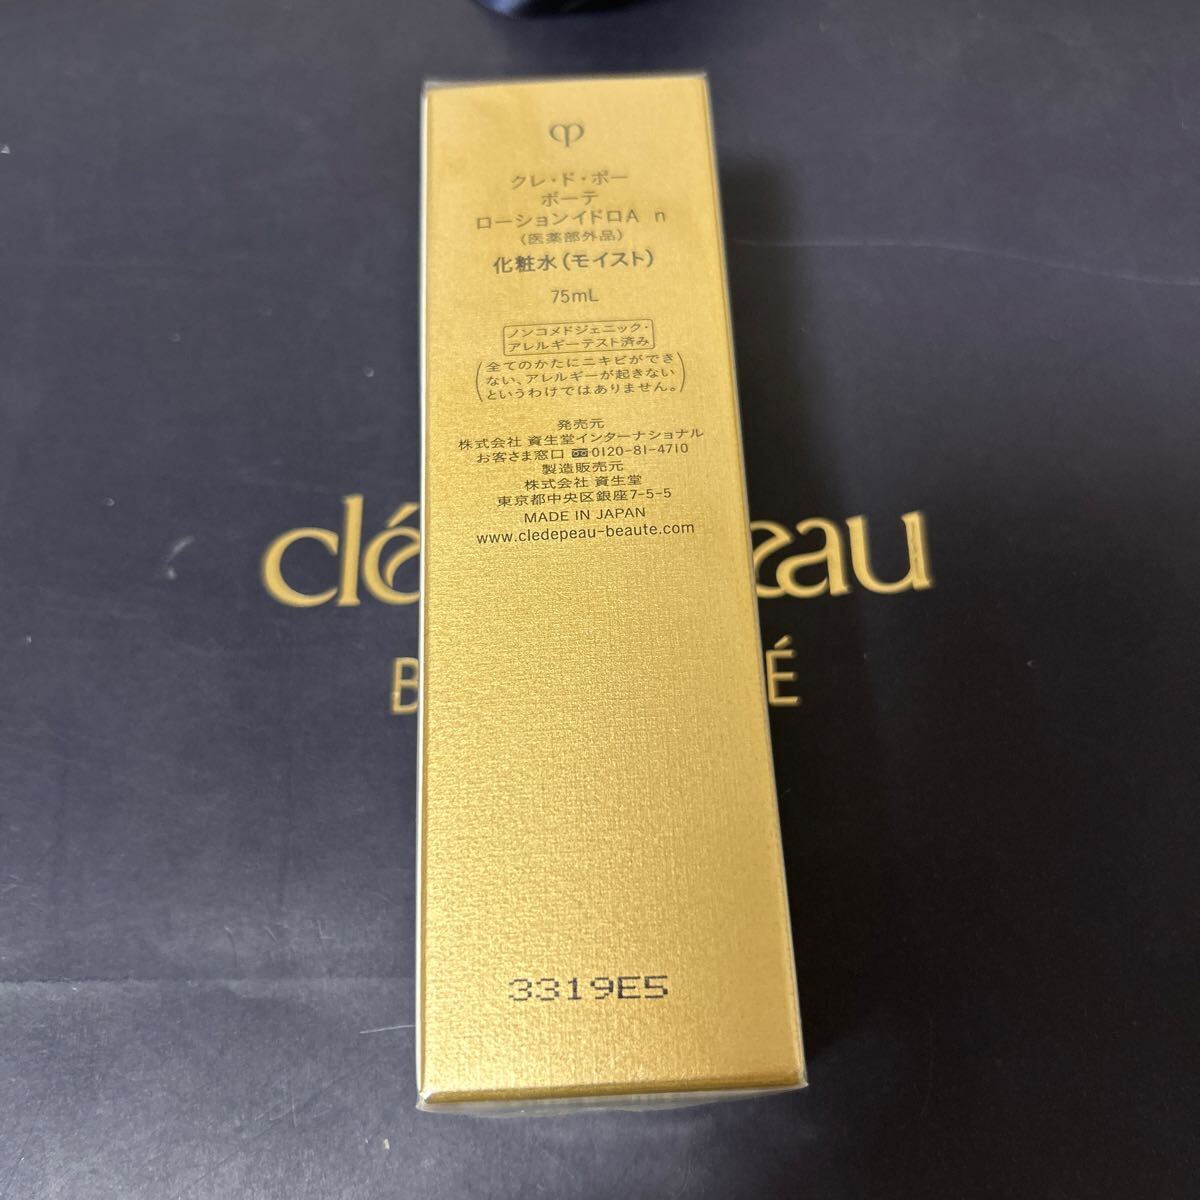 クレ・ド・ポー
ボーテ
ローションイドロA n
(医薬部外品)
化粧水(モイスト)
75mL
ノンコメドジェニック・
アレルギーテスト済み
(全てのかたにニキビができ
ない、アレルギーが起きない
というわけではありません。)
発売元
株式会社 資生堂インターナショナル
お客さま窓口 0120-81-4710
製造販売元
株式会社 資生堂
東京都中央区銀座7-5-5
MADE IN JAPAN
www.cledepeau-beaute.com
clé eau
B É
3319E5